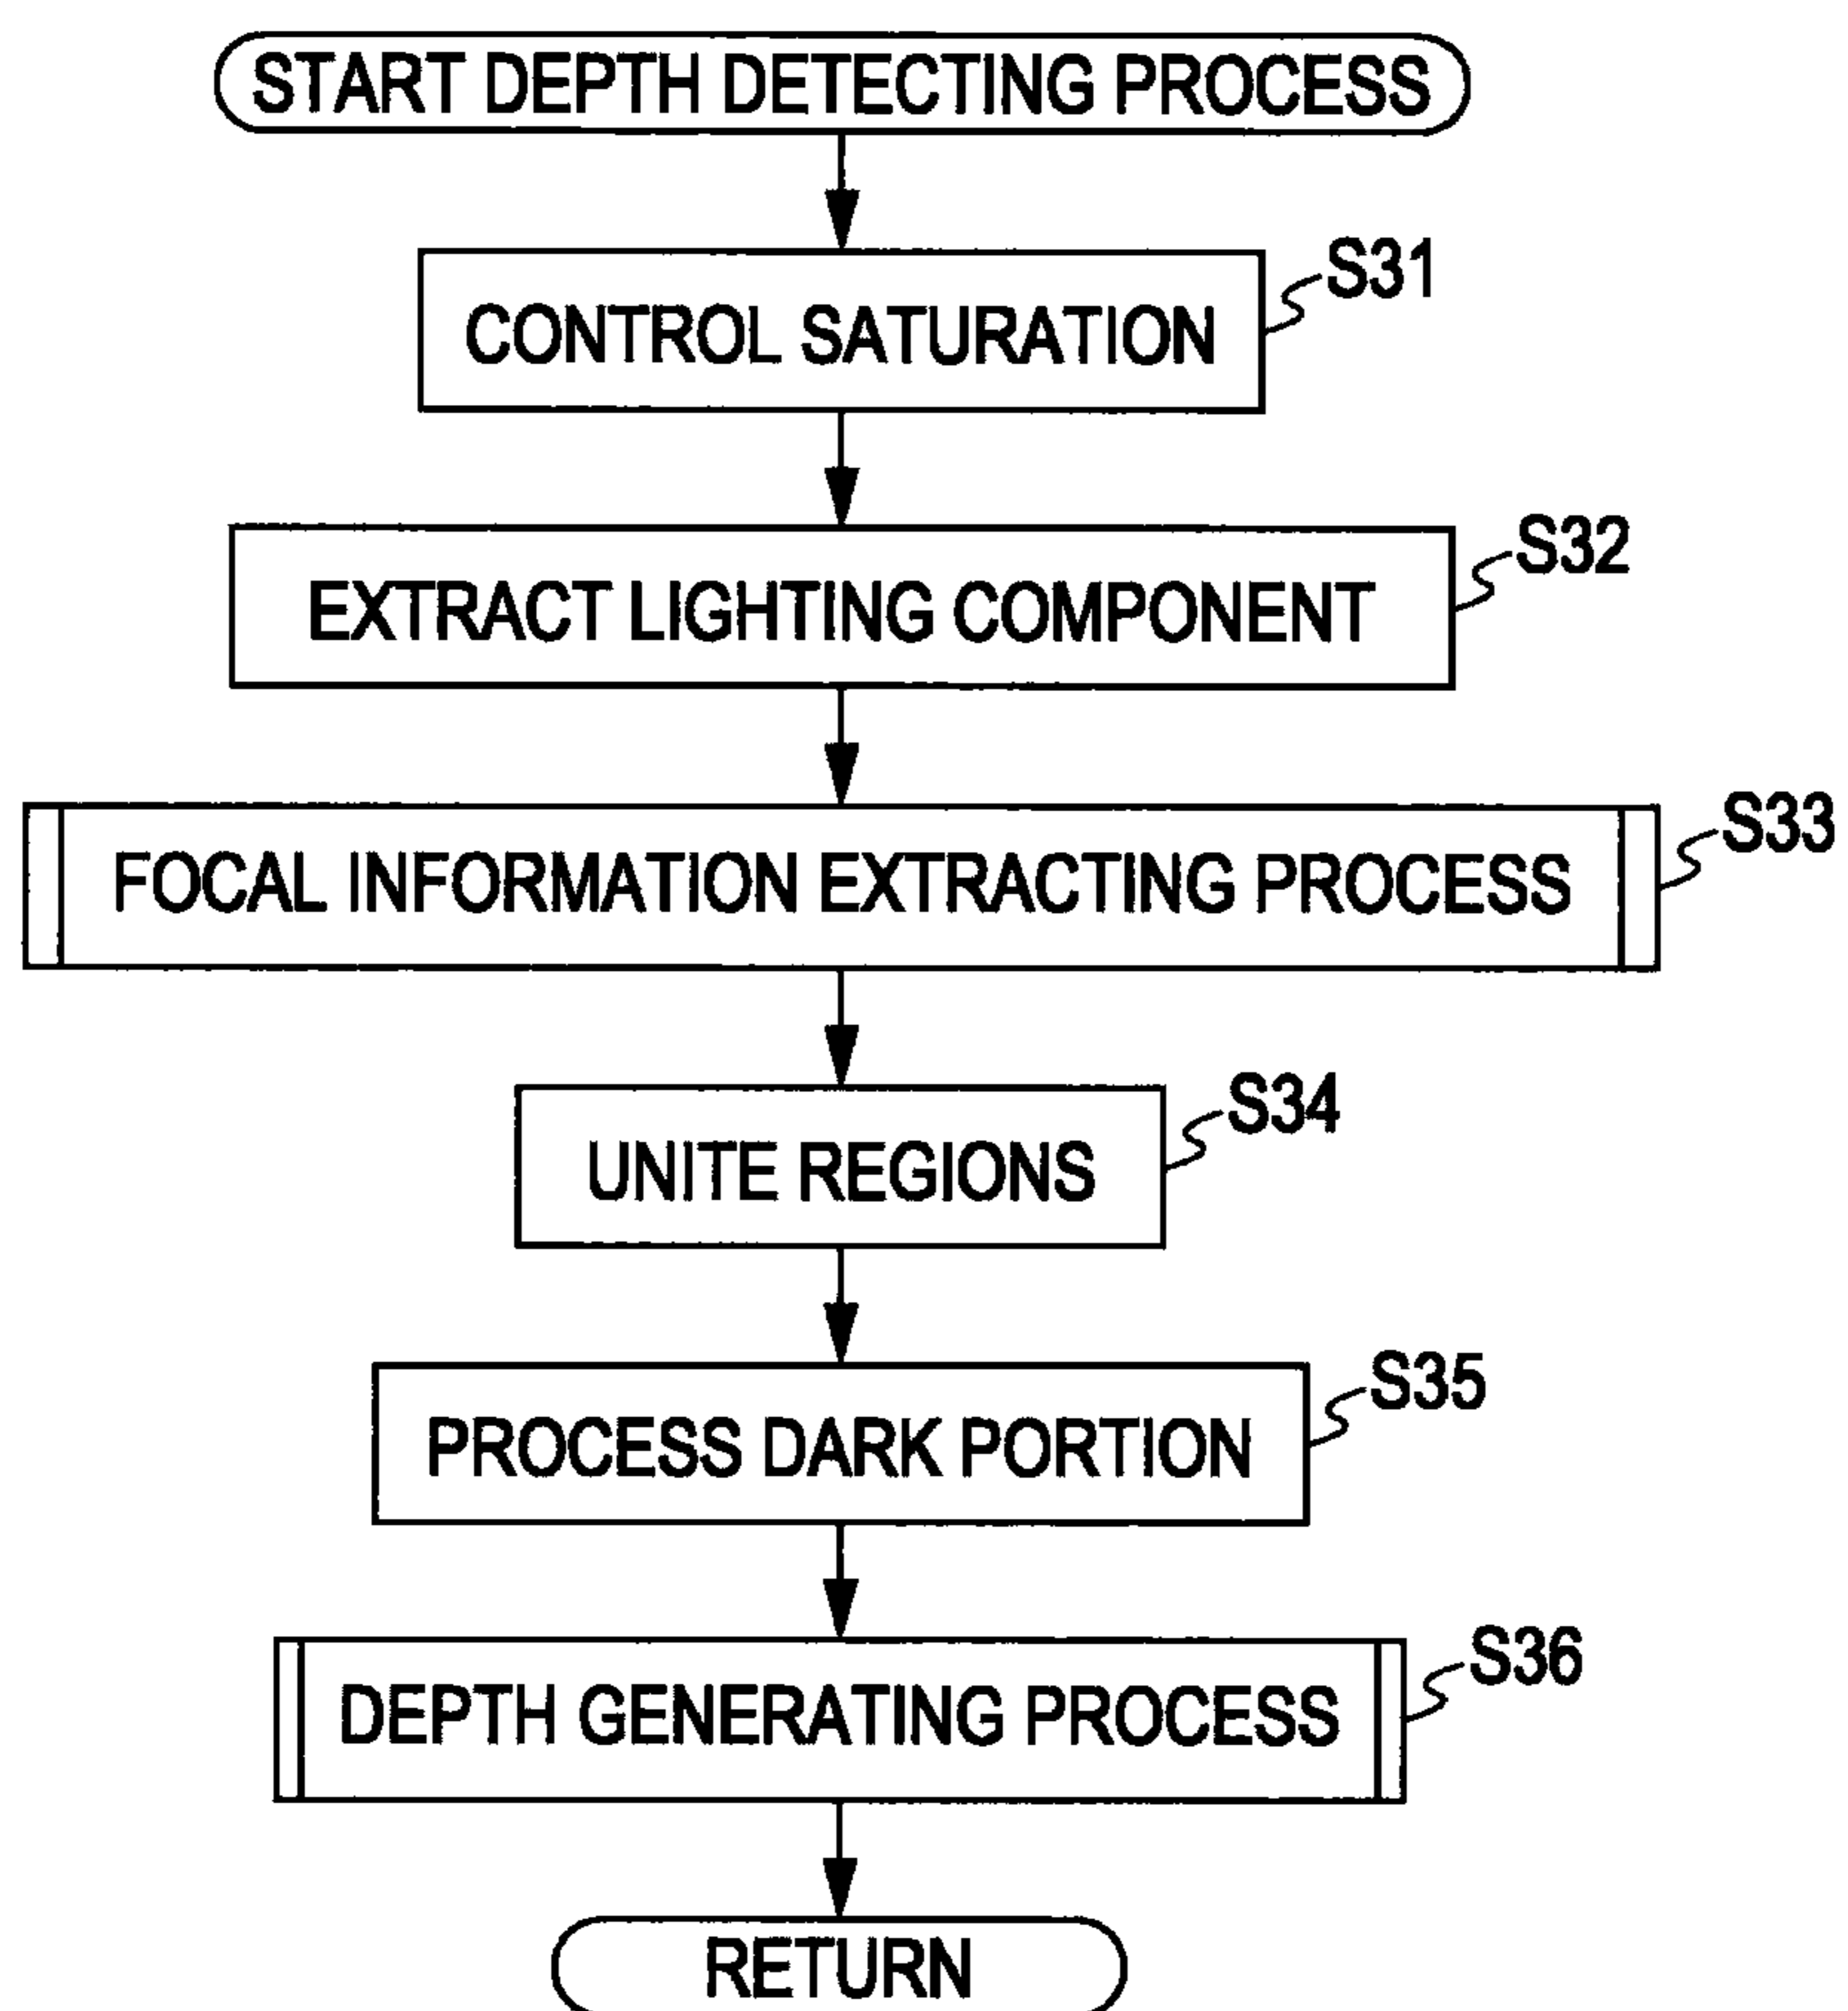 START DEPTH DETECTING PROCESS
S31
CONTROL SATURATION
S32
EXTRACT LIGHTING COMPONENT
S33
FOCAL INFORMATION EXTRACTING PROCESS
S34
UNITE REGIONS
S35
PROCESS DARK PORTION
S36
DEPTH GENERATING PROCESS
RETURN